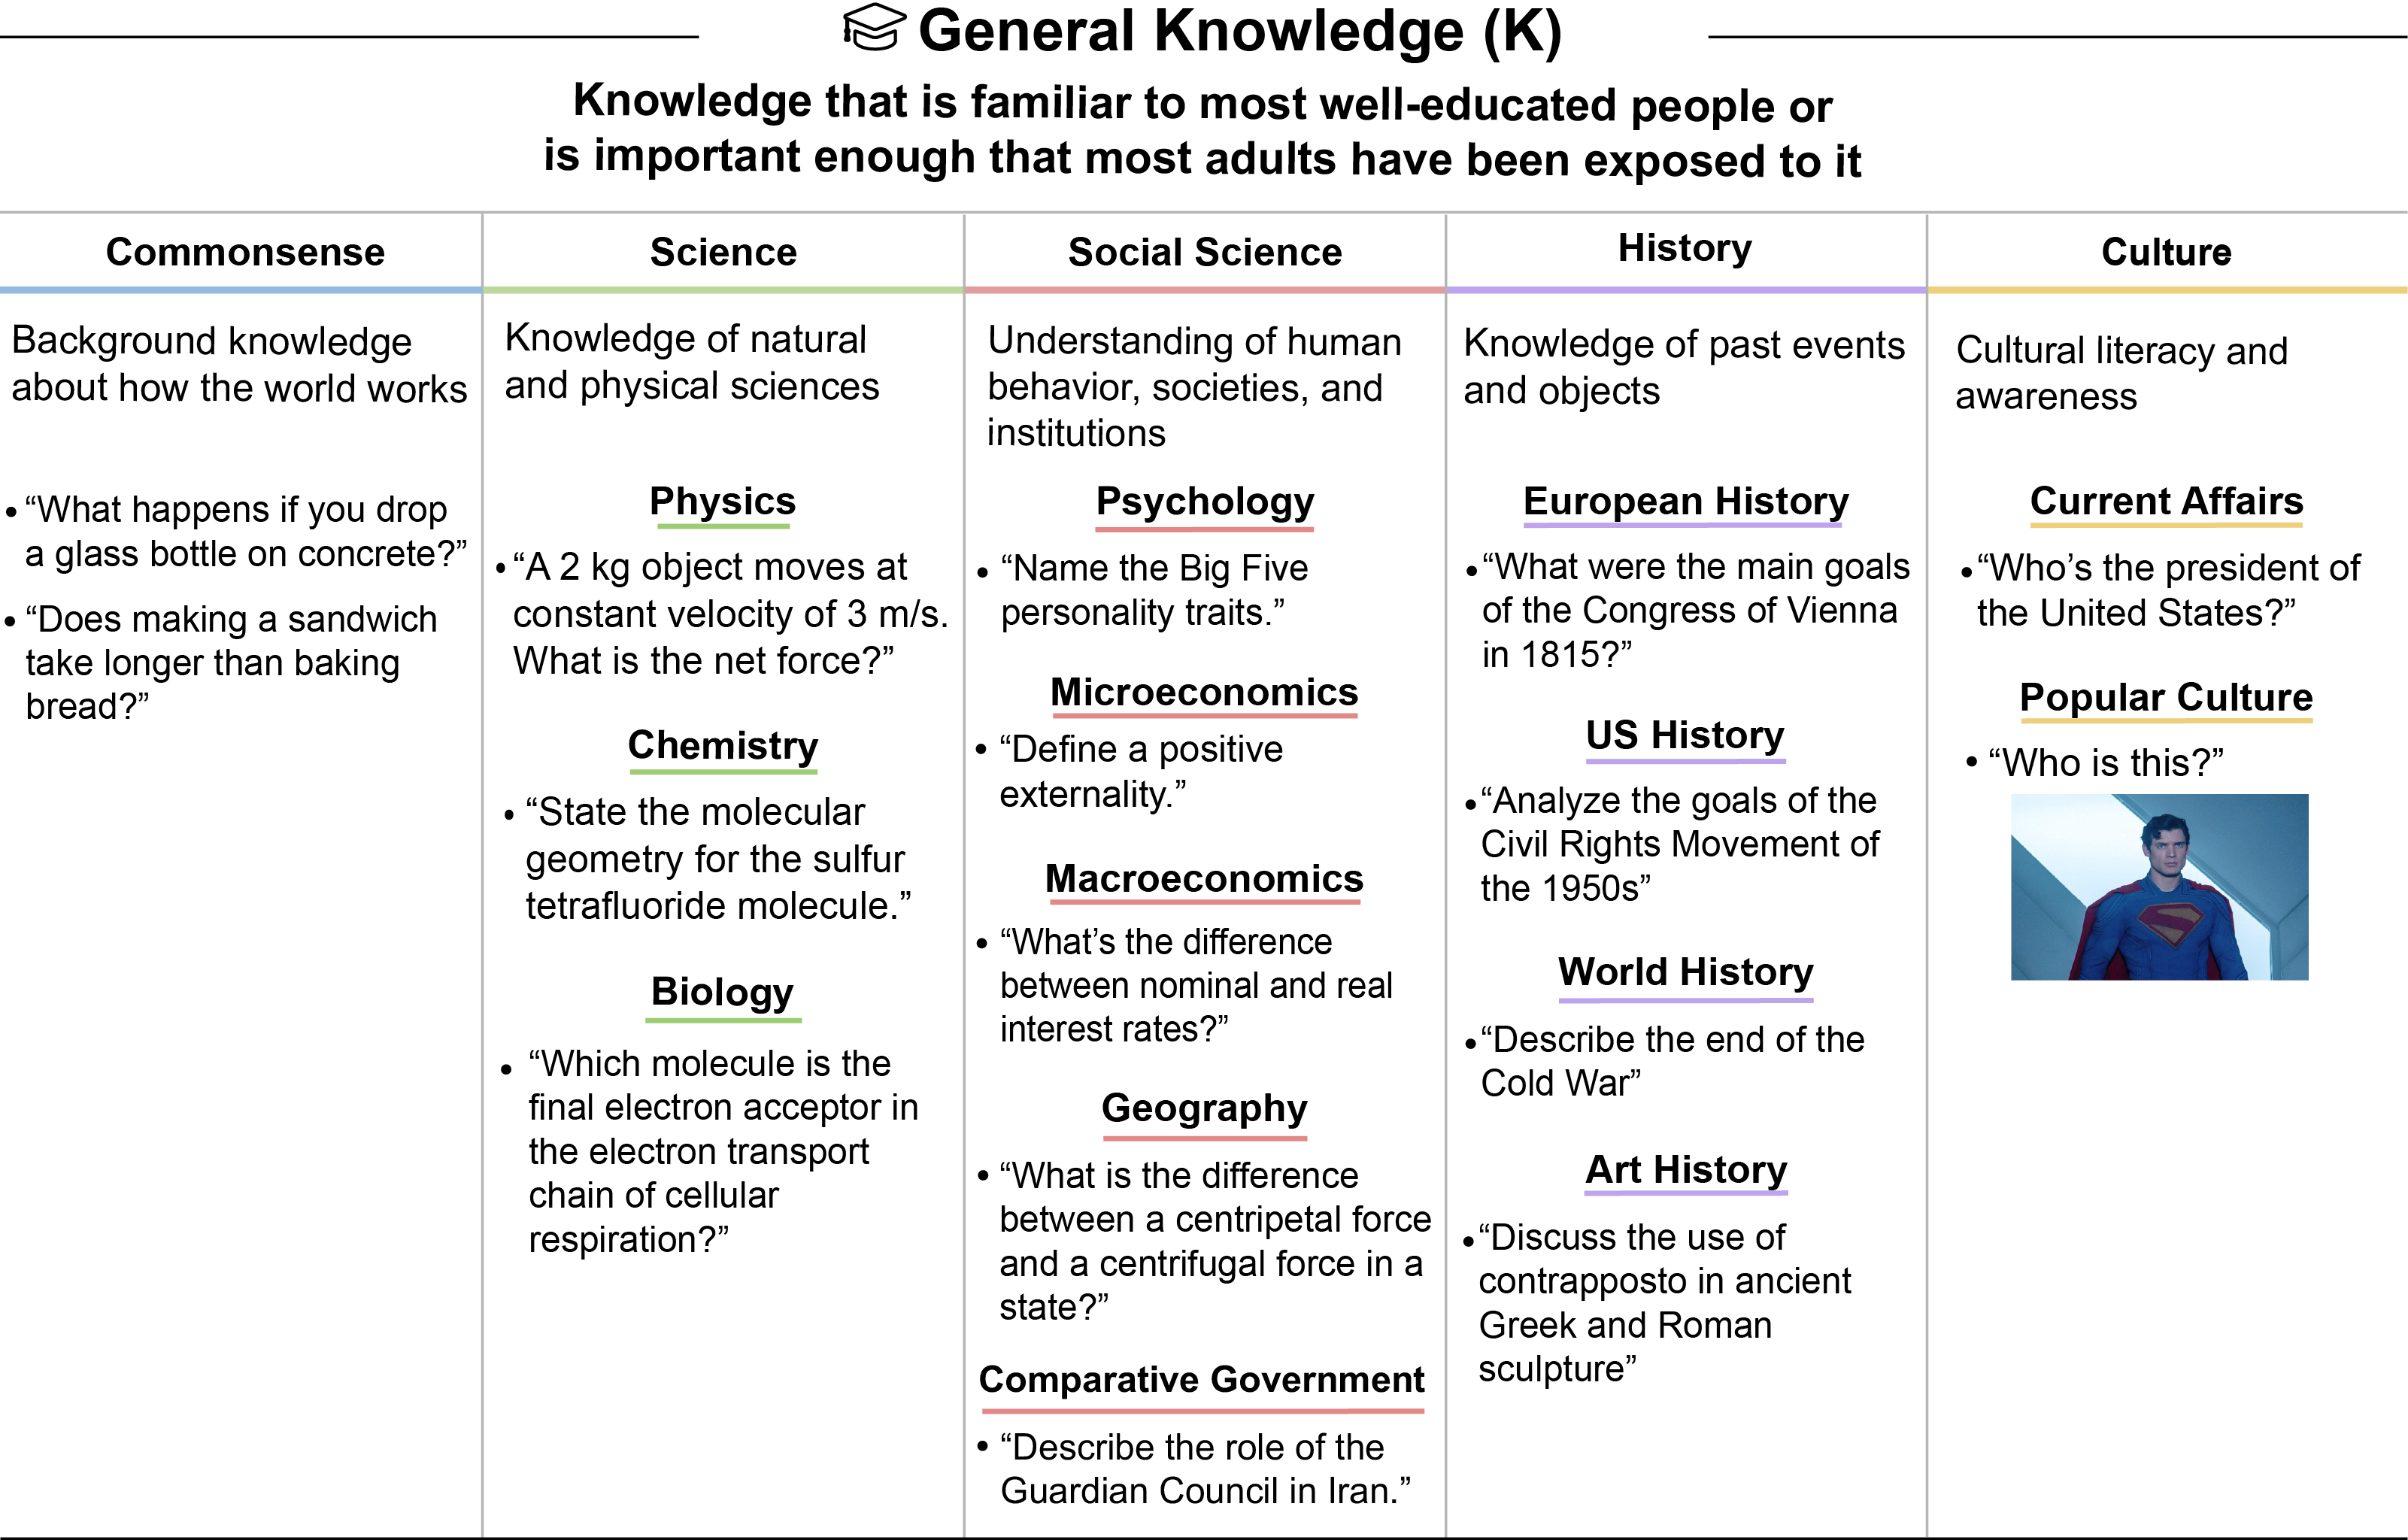 General Knowledge (K)
Knowledge that is familiar to most well-educated people or
is important enough that most adults have been exposed to it
Commonsense
Background knowledge
about how the world works
• “What happens if you drop
a glass bottle on concrete?”
• “Does making a sandwich
take longer than baking
bread?”
Science
Knowledge of natural
and physical sciences
Physics
• “A 2 kg object moves at
constant velocity of 3 m/s.
What is the net force?”
Chemistry
• “State the molecular
geometry for the sulfur
tetrafluoride molecule.”
Biology
• “Which molecule is the
final electron acceptor in
the electron transport
chain of cellular
respiration?”
Social Science
Understanding of human
behavior, societies, and
institutions
Psychology
• “Name the Big Five
personality traits.”
Microeconomics
• “Define a positive
externality.”
Macroeconomics
• “What’s the difference
between nominal and real
interest rates?”
Geography
• “What is the difference
between a centripetal force
and a centrifugal force in a
state?”
Comparative Government
• “Describe the role of the
Guardian Council in Iran.”
History
Knowledge of past events
and objects
European History
• “What were the main goals
of the Congress of Vienna
in 1815?”
US History
• “Analyze the goals of the
Civil Rights Movement of
the 1950s”
World History
• “Describe the end of the
Cold War”
Art History
• “Discuss the use of
contrapposto in ancient
Greek and Roman
sculpture”
Culture
Cultural literacy and
awareness
Current Affairs
• “Who’s the president of
the United States?”
Popular Culture
• “Who is this?”